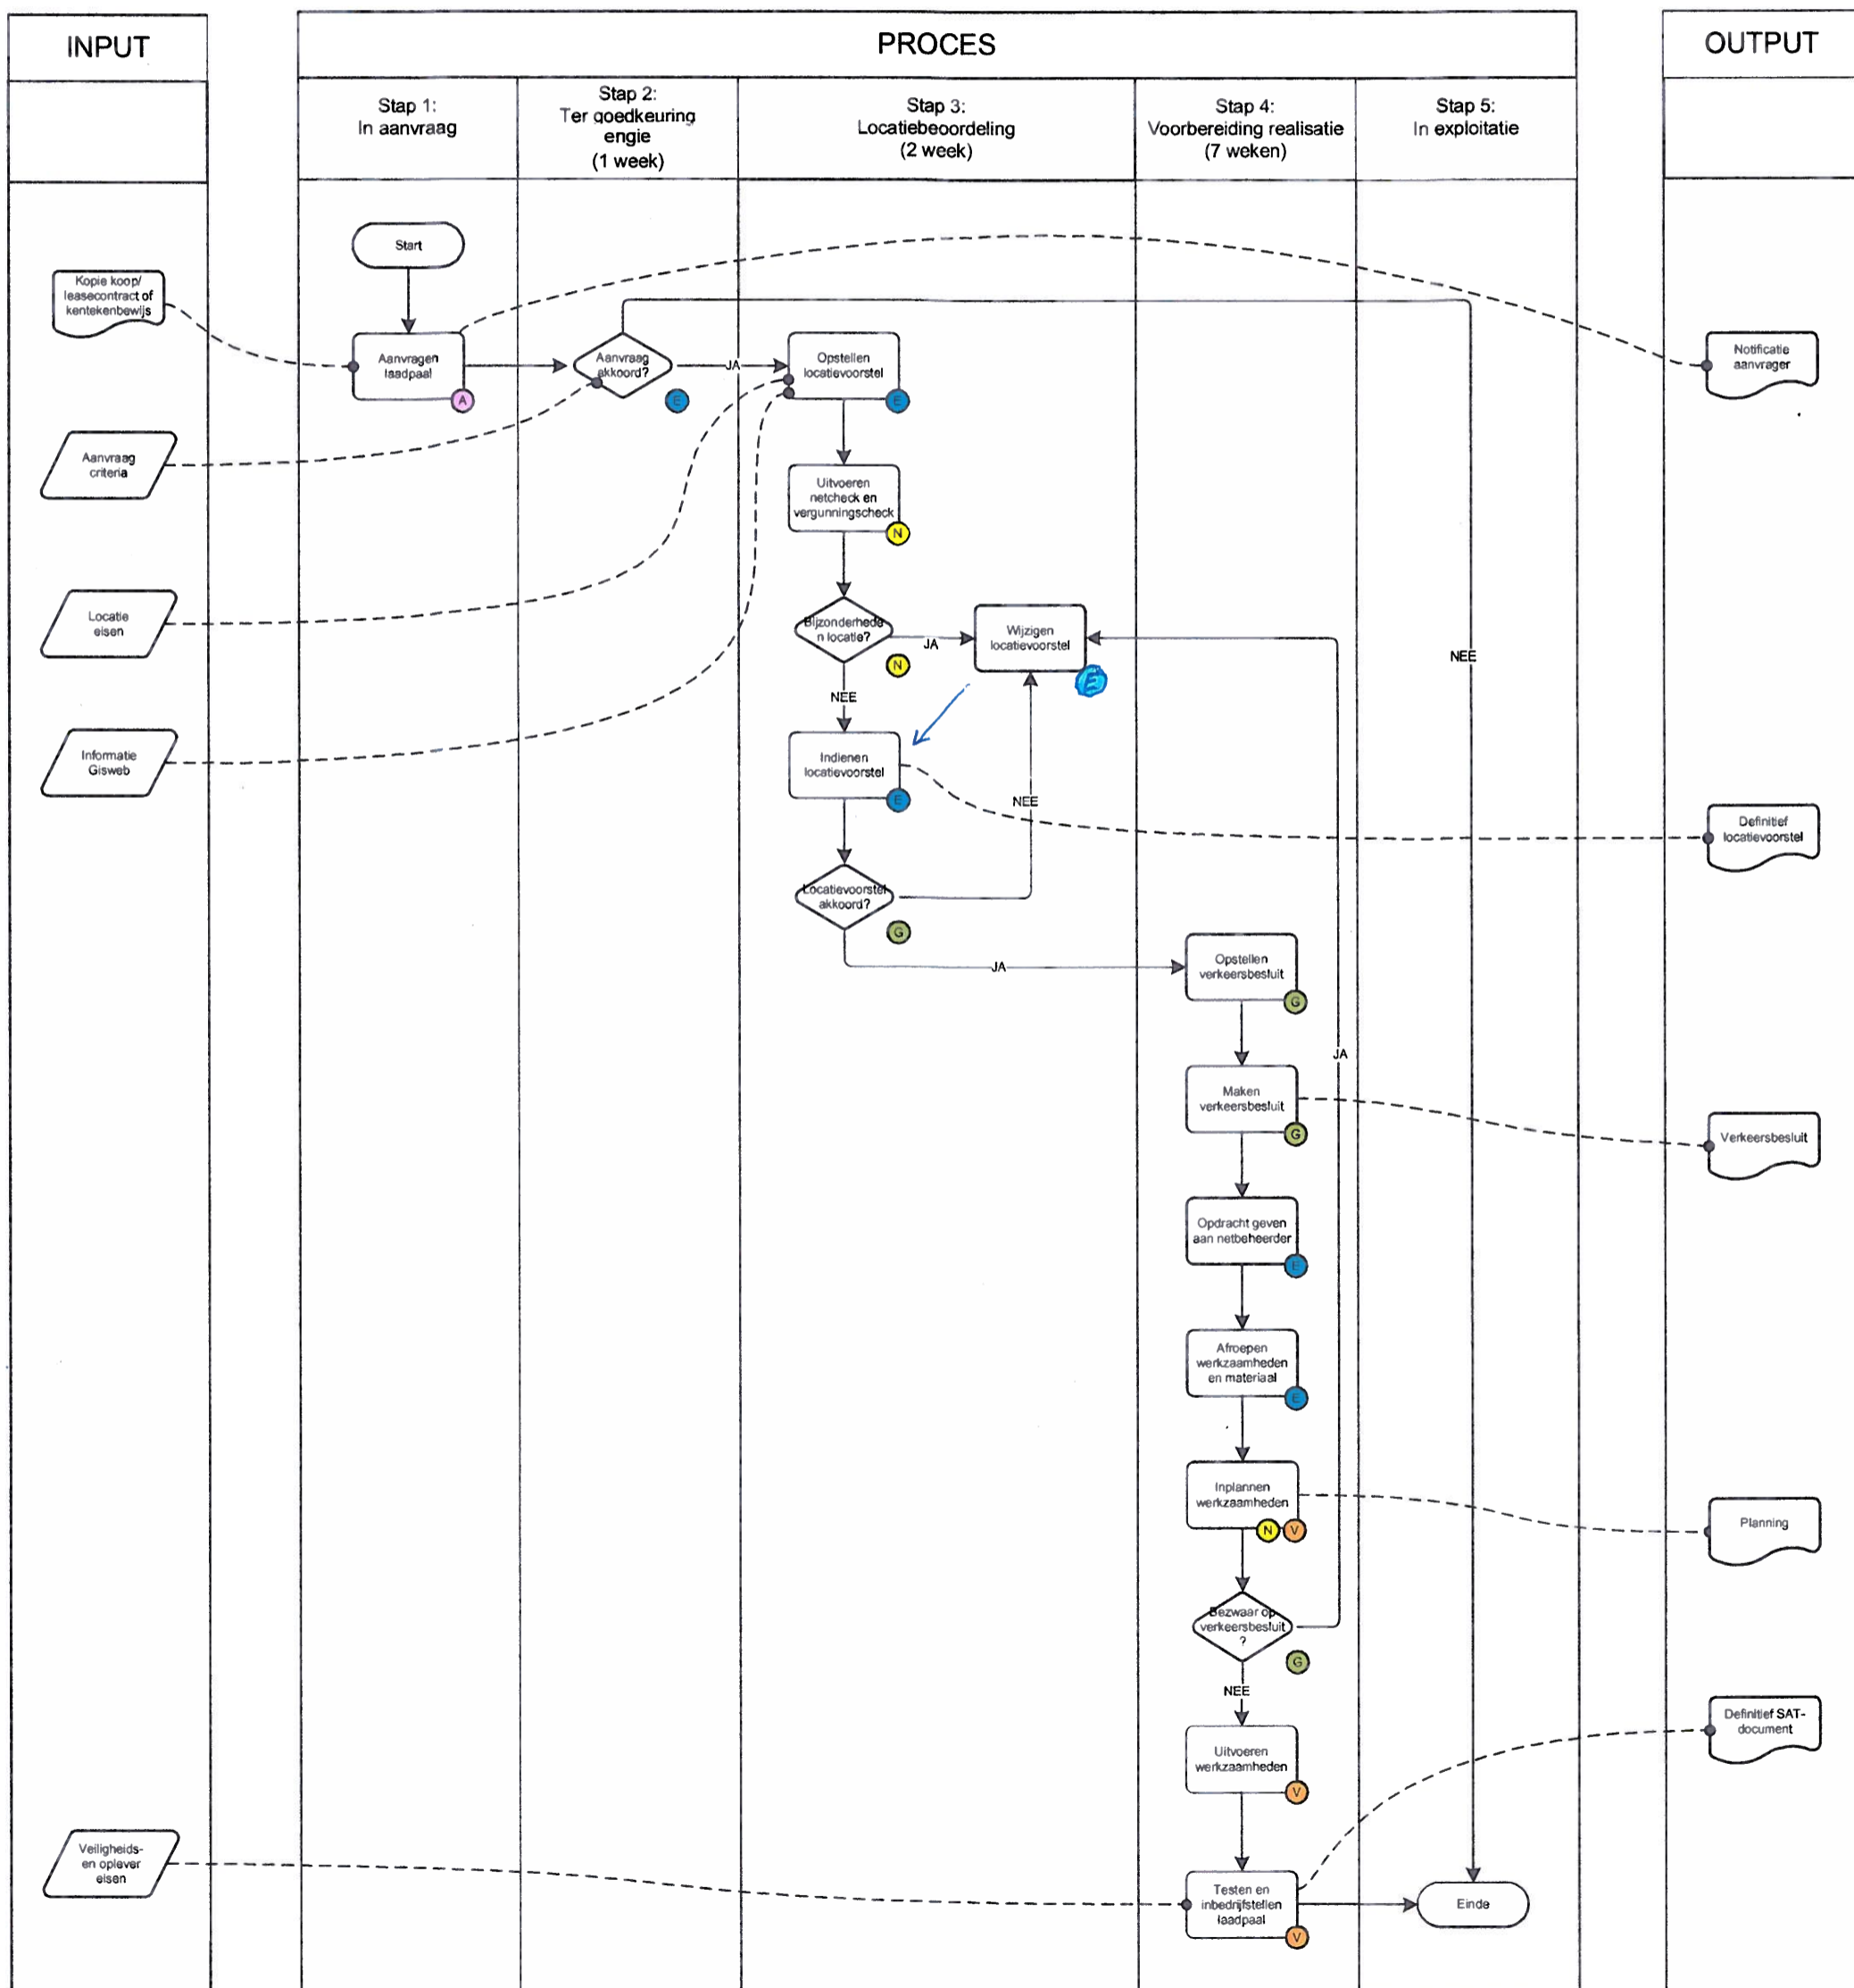 INPUT
PROCES
OUTPUT
Stap 1:
In aanvraag
Stap 2:
Ter goedkeuring
engie
(1 week)
Stap 3:
Locatiebeoordeling
(2 week)
Stap 4:
Voorbereiding realisatie
(7 weken)
Stap 5:
In exploitatie
Start
Kopie koop/
leasecontract of
kentekenbewijs
Aanvragen
laadpaal
A
Aanvraag
akkoord?
E
JA
Opstellen
locatievoorstel
E
Notificatie
aanvrager
Aanvraag
criteria
Uitvoeren
netcheck en
vergunningscheck
N
Locatie
eisen
Bijzonderhede
n locatie?
N
JA
Wijzigen
locatievoorstel
E
NEE
NEE
Informatie
Gisweb
Indienen
locatievoorstel
E
NEE
Definitief
locatievoorstel
Locatievoorstel
akkoord?
G
JA
Opstellen
verkeersbesluit
G
JA
Maken
verkeersbesluit
G
Verkeersbesluit
Opdracht geven
aan netbeheerder
E
Afroepen
werkzaamheden
en materiaal
E
Inplannen
werkzaamheden
N
V
Planning
Bezwaar op
verkeersbesluit
?
G
NEE
Uitvoeren
werkzaamheden
V
Definitief SAT-
document
Veiligheids-
en oplever
eisen
Testen en
inbedrijfstellen
laadpaal
V
Einde